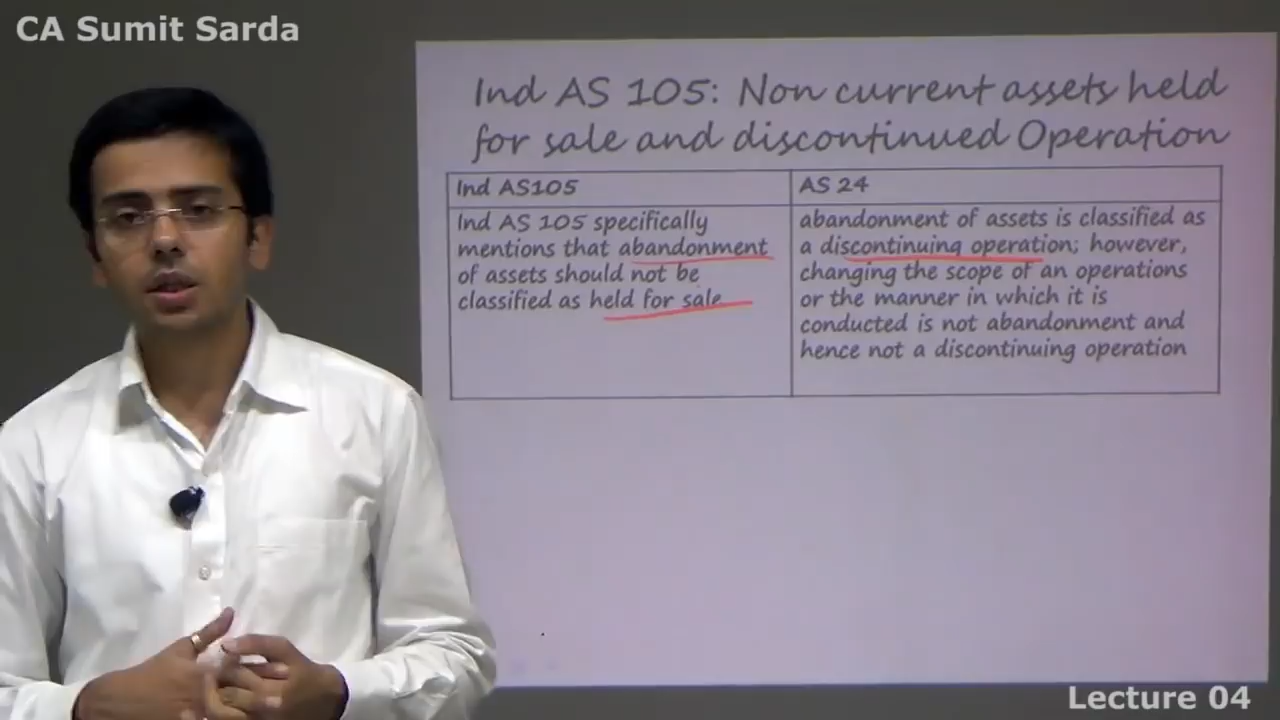 CA Sumit Sarda
Ind AS 105: Non current assets held
for sale and discontinued Operation
Ind AS105
AS 24
Ind AS 105 specifically
mentions that abandonment
of assets should not be
classified as held for sale
abandonment of assets is classified as
a discontinuing operation; however,
changing the scope of an operations
or the manner in which it is
conducted is not abandonment and
hence not a discontinuing operation
Lecture 04